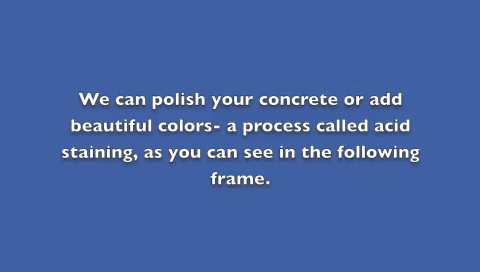 We can polish your concrete or add
beautiful colors- a process called acid
staining, as you can see in the following
frame.